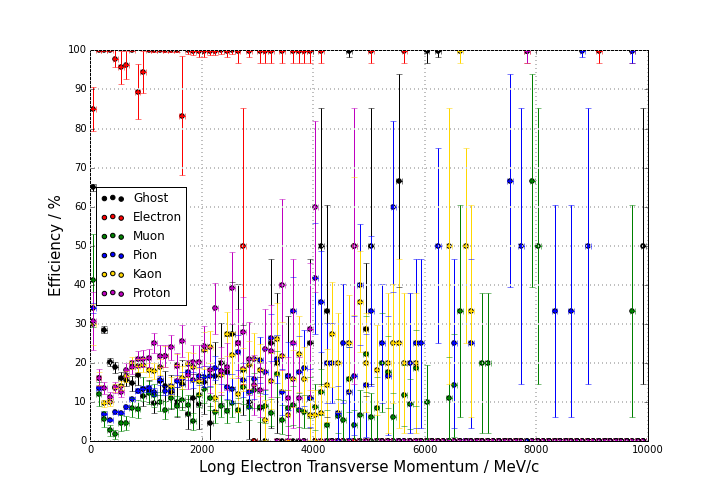 100
90
80
70
60
50
40
30
20
10
0
Efficiency / %
Ghost
Electron
Muon
Pion
Kaon
Proton
0 2000 4000 6000 8000 10000
Long Electron Transverse Momentum / MeV/c